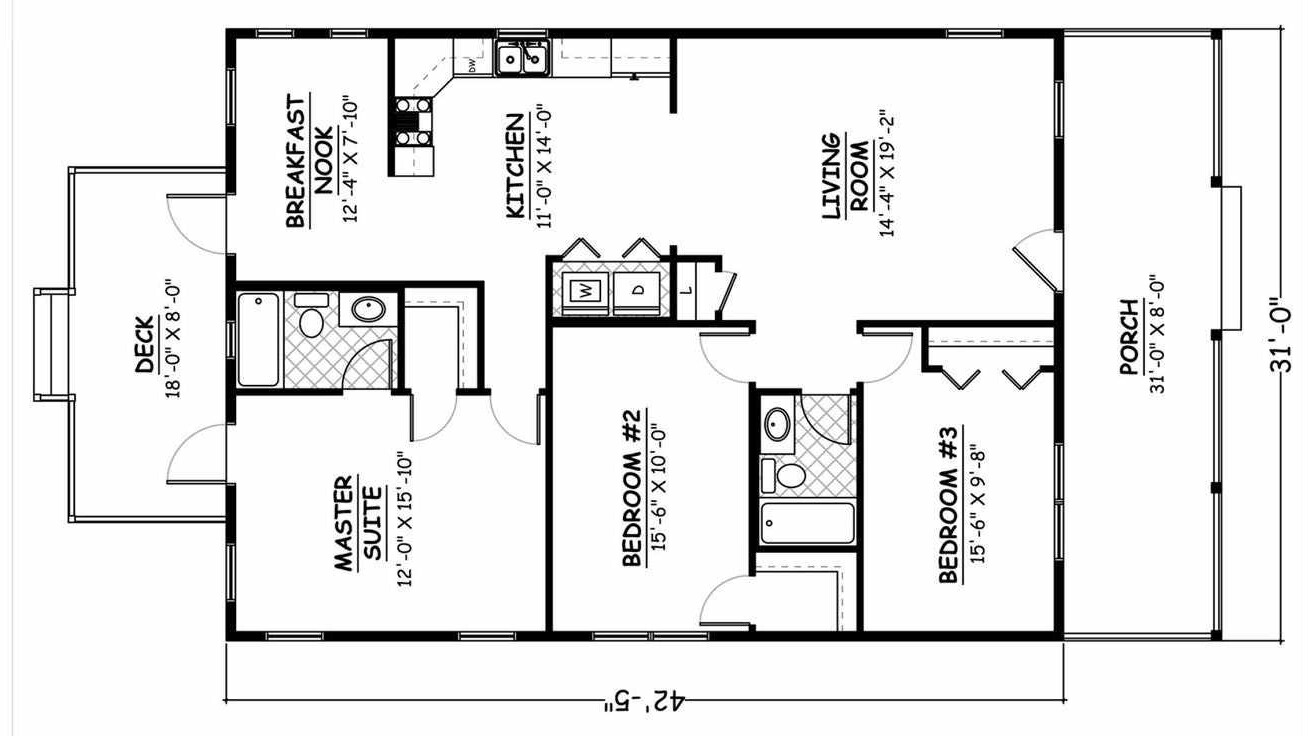 BREAKFAST
NOOK
12'-4" X 7'-10"
DW
KITCHEN
11'-0" X 14'-0"
LIVING
ROOM
14'-4" X 19'-2"
W
D
L
DECK
18'-0" X 8'-0"
PORCH
31'-0" X 8'-0"
31'-0"
MASTER
SUITE
12'-0" X 15'-10"
BEDROOM #2
15'-6" X 10'-0"
BEDROOM #3
15'-6" X 9'-8"
42'-5"